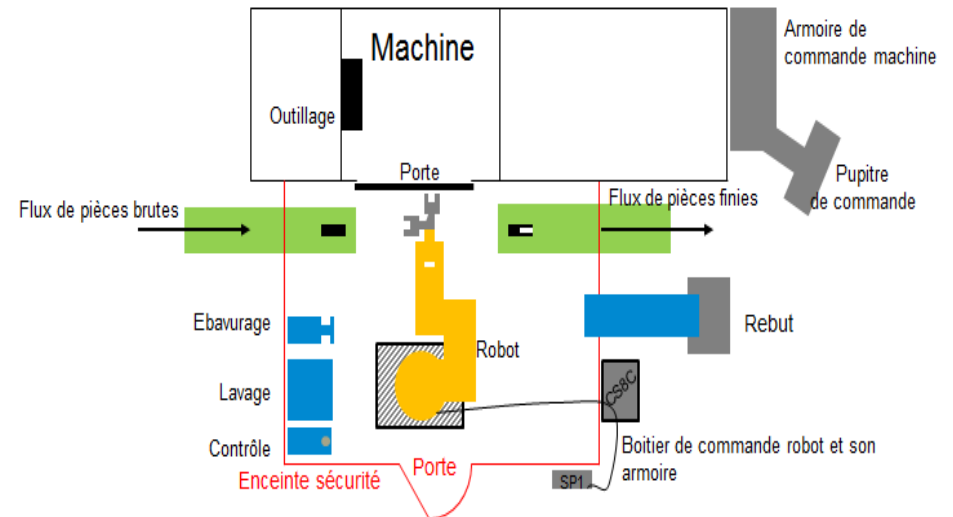 Machine
Armoire de
commande machine
Outillage
Porte
Pupitre
de commande
Flux de pièces brutes
Flux de pièces finies
Ebavurage
Rebut
Robot
Lavage
CS8C
Contrôle
Boitier de commande robot et son
armoire
Enceinte sécurité
Porte
SP1